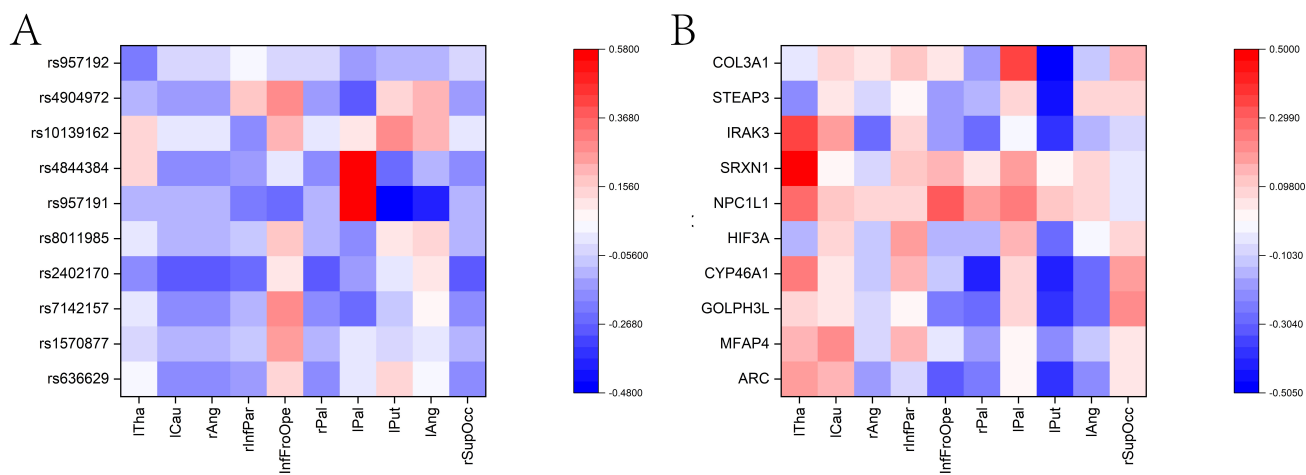 A
rs957192
rs4904972
rs10139162
rs4844384
rs957191
rs8011985
rs2402170
rs7142157
rs1570877
rs636629
lTha
lCau
rAng
rInfPar
InfFroOpe
rPal
lPal
lPut
lAng
rSupOcc
0.5800
0.3680
0.1560
-0.05600
-0.2680
-0.4800
:
B
COL3A1
STEAP3
IRAK3
SRXN1
NPC1L1
HIF3A
CYP46A1
GOLPH3L
MFAP4
ARC
lTha
lCau
rAng
rInfPar
InfFroOpe
rPal
lPal
lPut
lAng
rSupOcc
0.5000
0.2990
0.09800
-0.1030
-0.3040
-0.5050